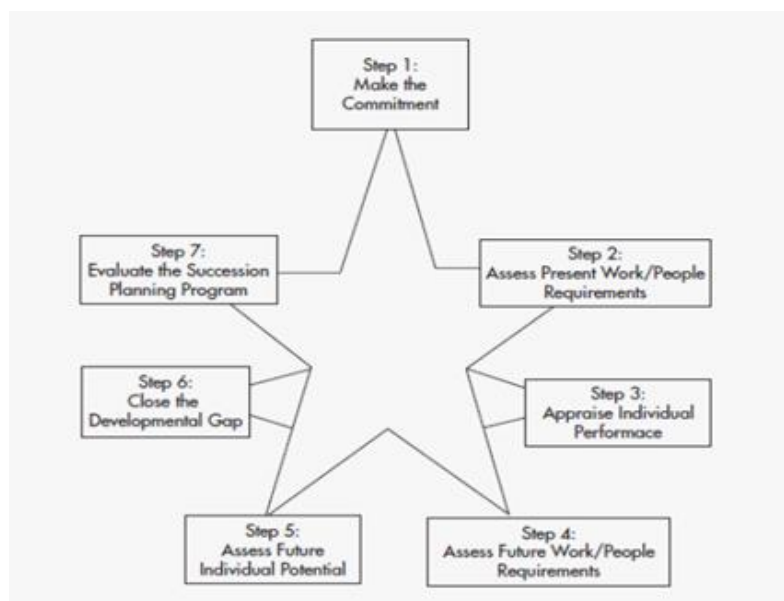 Step 1:
Make the
Commitment
Step 7:
Evaluate the Succession
Planning Program
Step 2:
Assess Present Work/People
Requirements
Step 6:
Close the
Developmental Gap
Step 3:
Appraise Individual
Performace
Step 5:
Assess Future
Individual Potential
Step 4:
Assess Future Work/People
Requirements